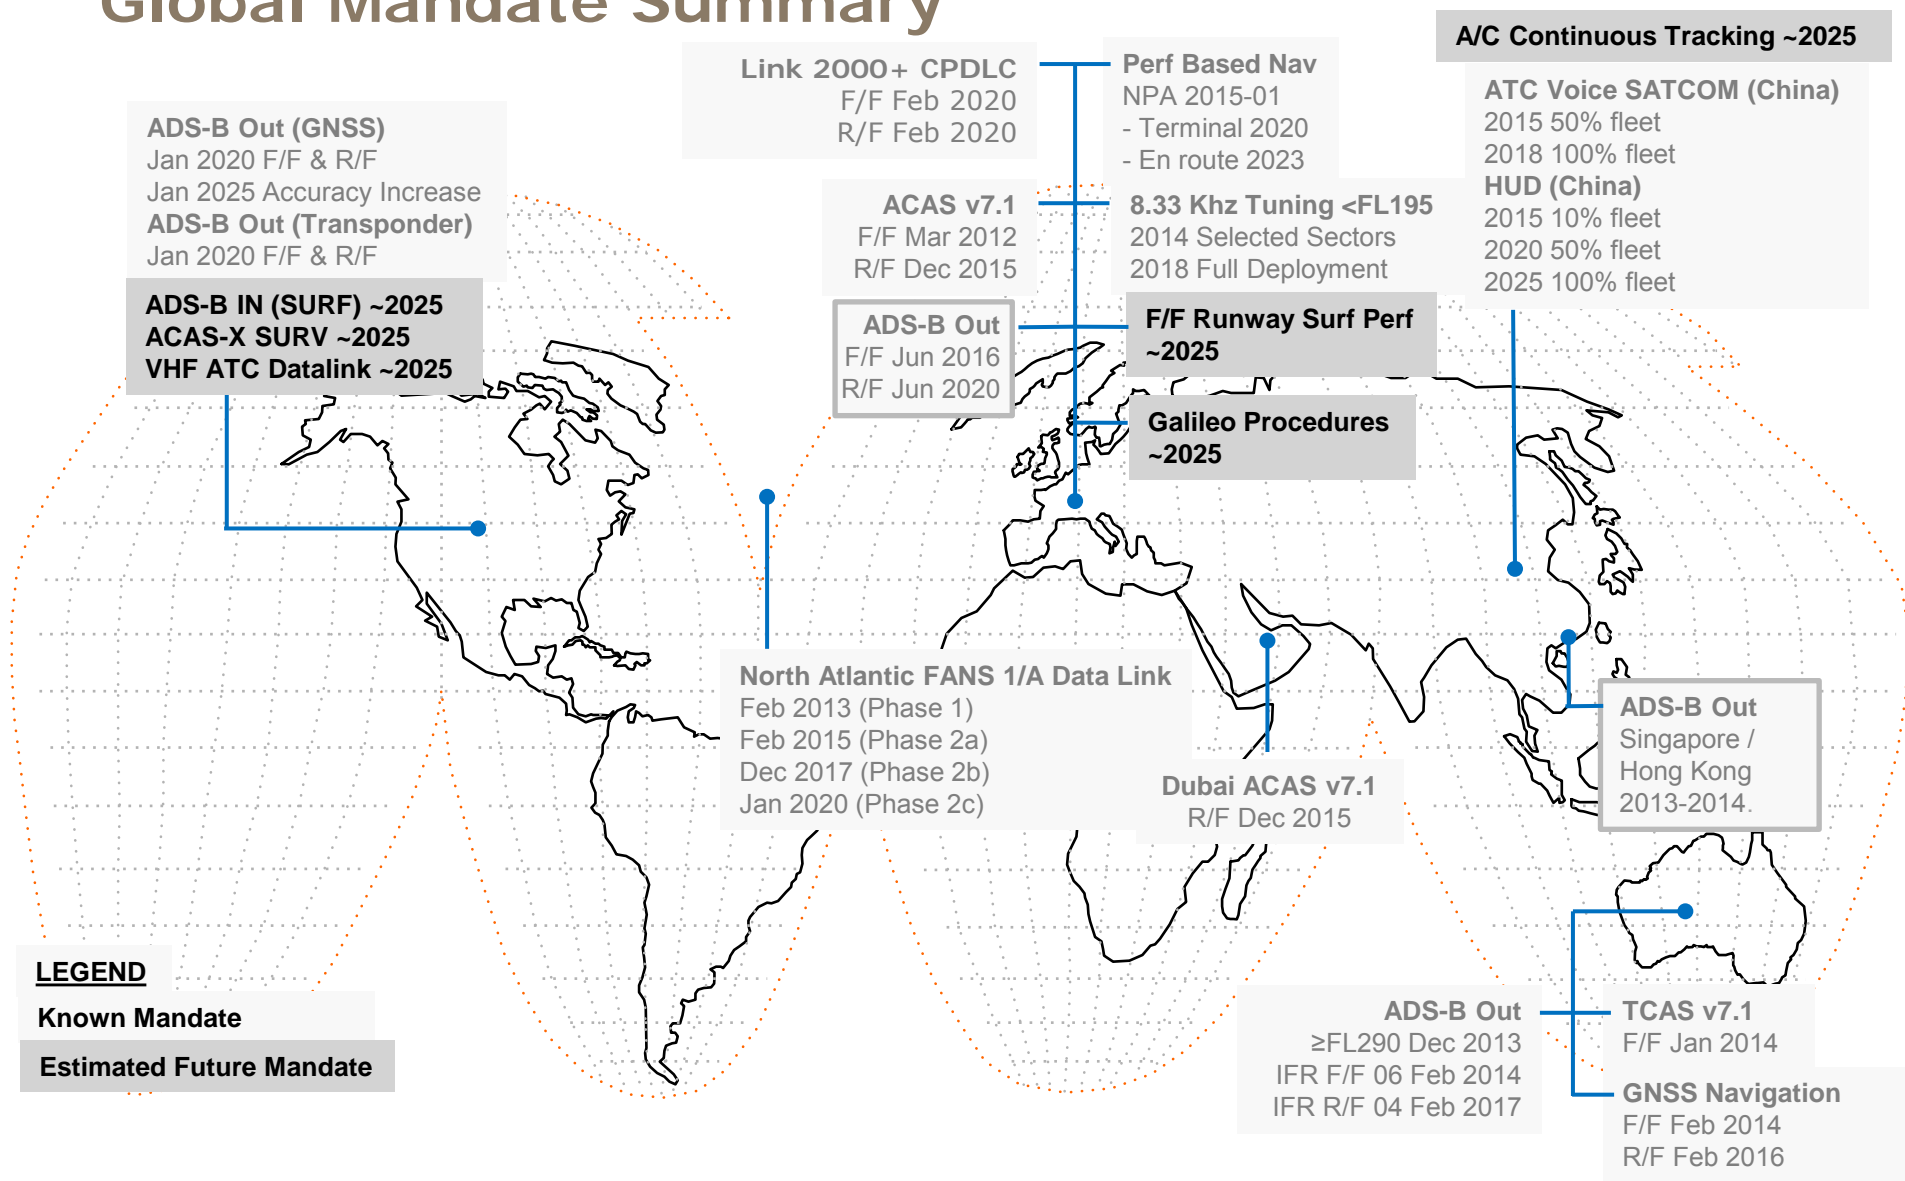 Global Mandate Summary
A/C Continuous Tracking ~2025
Link 2000+ CPDLC
F/F Feb 2020
R/F Feb 2020
Perf Based Nav
NPA 2015-01
- Terminal 2020
- En route 2023
ATC Voice SATCOM (China)
2015 50% fleet
2018 100% fleet
HUD (China)
2015 10% fleet
2020 50% fleet
2025 100% fleet
ADS-B Out (GNSS)
Jan 2020 F/F & R/F
Jan 2025 Accuracy Increase
ADS-B Out (Transponder)
Jan 2020 F/F & R/F
ADS-B IN (SURF) ~2025
ACAS-X SURV ~2025
VHF ATC Datalink ~2025
ACAS v7.1
F/F Mar 2012
R/F Dec 2015
8.33 Khz Tuning <FL195
2014 Selected Sectors
2018 Full Deployment
ADS-B Out
F/F Jun 2016
R/F Jun 2020
F/F Runway Surf Perf
~2025
Galileo Procedures
~2025
North Atlantic FANS 1/A Data Link
Feb 2013 (Phase 1)
Feb 2015 (Phase 2a)
Dec 2017 (Phase 2b)
Jan 2020 (Phase 2c)
Dubai ACAS v7.1
R/F Dec 2015
ADS-B Out
Singapore /
Hong Kong
2013-2014.
LEGEND
Known Mandate
Estimated Future Mandate
ADS-B Out
≥FL290 Dec 2013
IFR F/F 06 Feb 2014
IFR R/F 04 Feb 2017
TCAS v7.1
F/F Jan 2014
GNSS Navigation
F/F Feb 2014
R/F Feb 2016